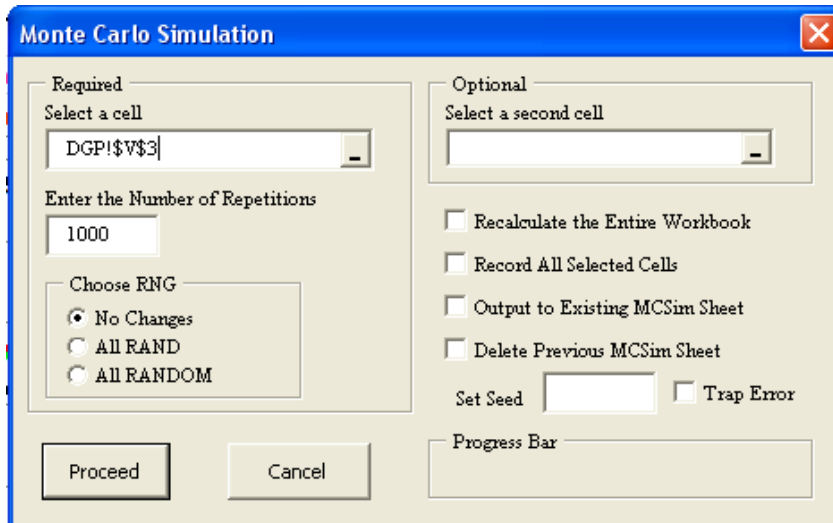 Monte Carlo Simulation
Required
Select a cell
DGP!$V$3
Enter the Number of Repetitions
1000
Choose RNG
No Changes
All RAND
All RANDOM
Optional
Select a second cell
Recalculate the Entire Workbook
Record All Selected Cells
Output to Existing MCSim Sheet
Delete Previous MCSim Sheet
Set Seed
Trap Error
Progress Bar
Proceed
Cancel